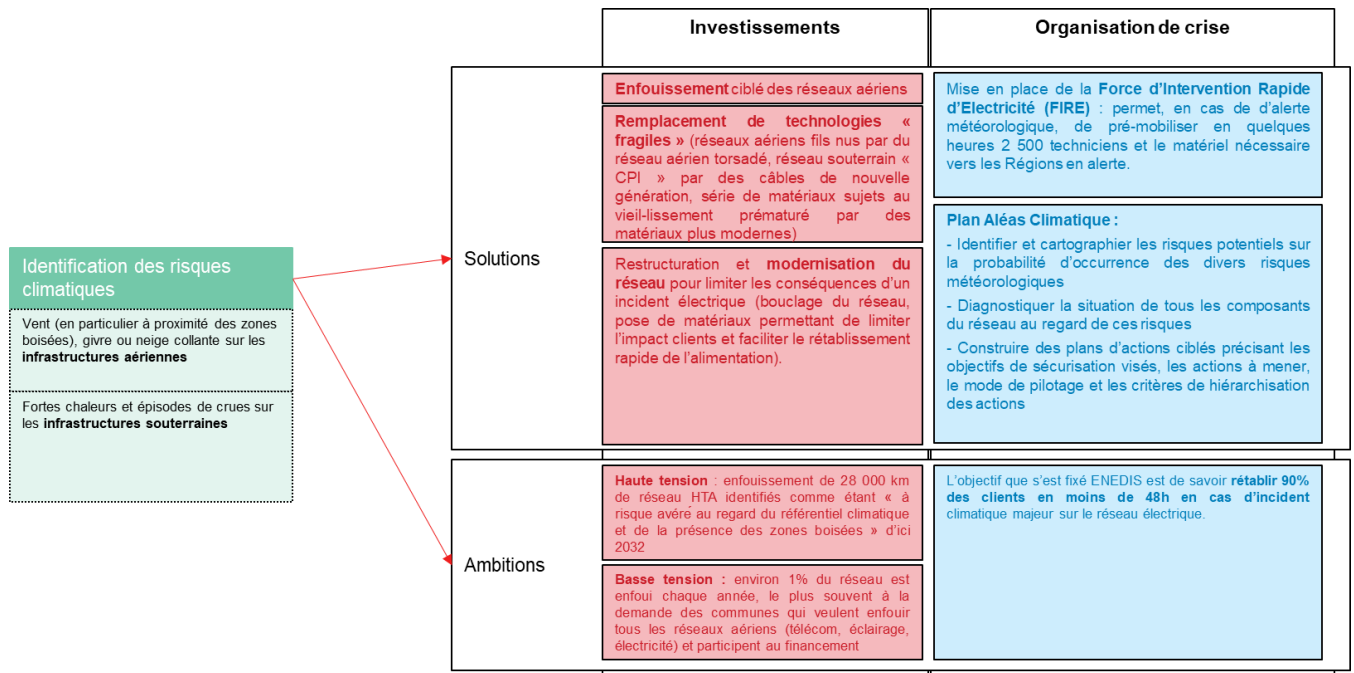 Investissements
Organisation de crise
Identification des risques
climatiques
Vent (en particulier à proximité des zones
boisées), givre ou neige collante sur les
infrastructures aériennes
Fortes chaleurs et épisodes de crues sur
les infrastructures souterraines
Solutions
Enfouissement ciblé des réseaux aériens
Remplacement de technologies «
fragiles » (réseaux aériens fils nus par du
réseau aérien torsadé, réseau souterrain «
CPI » par des câbles de nouvelle
génération, série de matériaux sujets au
vieil-lissement prématuré par des
matériaux plus modernes)
Restructuration et modernisation du
réseau pour limiter les conséquences d'un
incident électrique (bouclage du réseau,
pose de matériaux permettant de limiter
l'impact clients et faciliter le rétablissement
rapide de l'alimentation).
Mise en place de la Force d'Intervention Rapide
d'Electricité (FIRE) : permet, en cas de d'alerte
météorologique, de pré-mobiliser en quelques
heures 2 500 techniciens et le matériel nécessaire
vers les Régions en alerte.
Plan Aléas Climatique :
- Identifier et cartographier les risques potentiels sur
la probabilité d'occurrence des divers risques
météorologiques
- Diagnostiquer la situation de tous les composants
du réseau au regard de ces risques
- Construire des plans d'actions ciblés précisant les
objectifs de sécurisation visés, les actions à mener,
le mode de pilotage et les critères de hiérarchisation
des actions
Ambitions
Haute tension : enfouissement de 28 000 km
de réseau HTA identifiés comme étant « à
risque avéré au regard du référentiel climatique
et de la présence des zones boisées » d'ici
2032
Basse tension : environ 1% du réseau est
enfoui chaque année, le plus souvent à la
demande des communes qui veulent enfouir
tous les réseaux aériens (télécom, éclairage,
électricité) et participent au financement
L'objectif que s'est fixé ENEDIS est de savoir rétablir 90%
des clients en moins de 48h en cas d'incident
climatique majeur sur le réseau électrique.